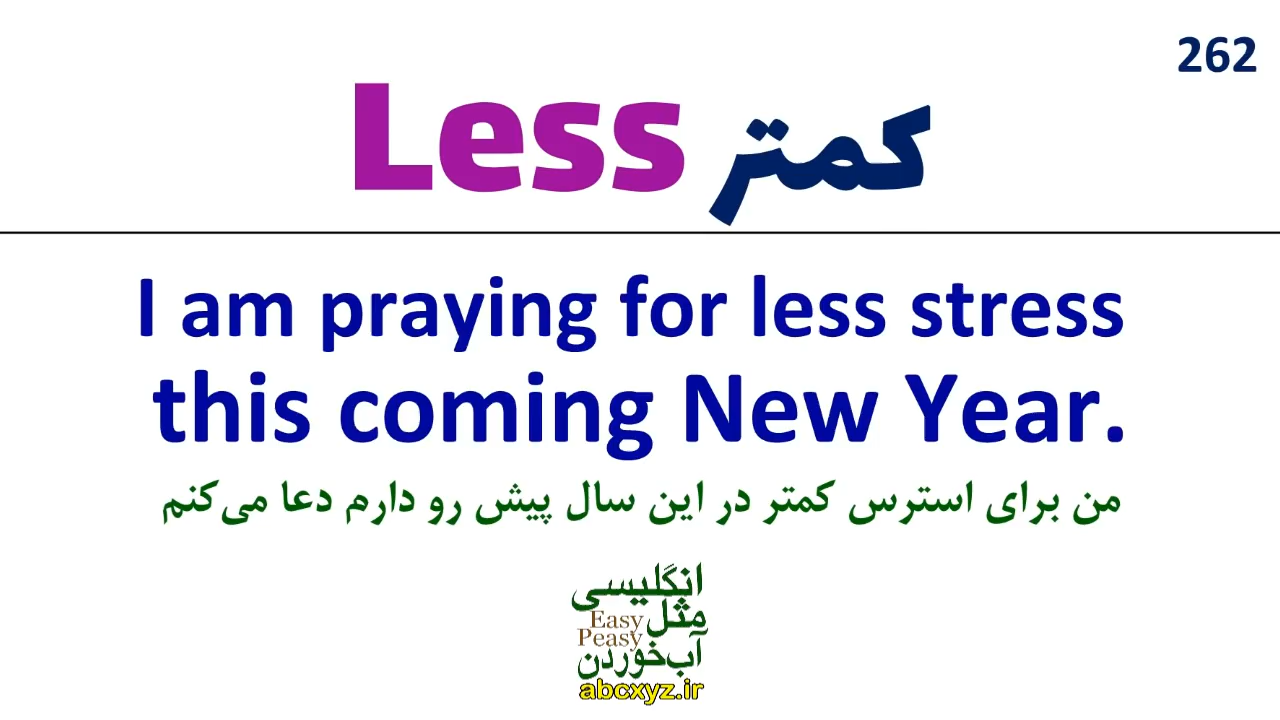 262
Less کمتر
I am praying for less stress
this coming New Year.
من برای استرس کمتر در این سال پیش رو دارم دعا می‌کنم
انگلیسی
مثل
Easy
Peasy
آب‌خوردن
abcxyz.ir